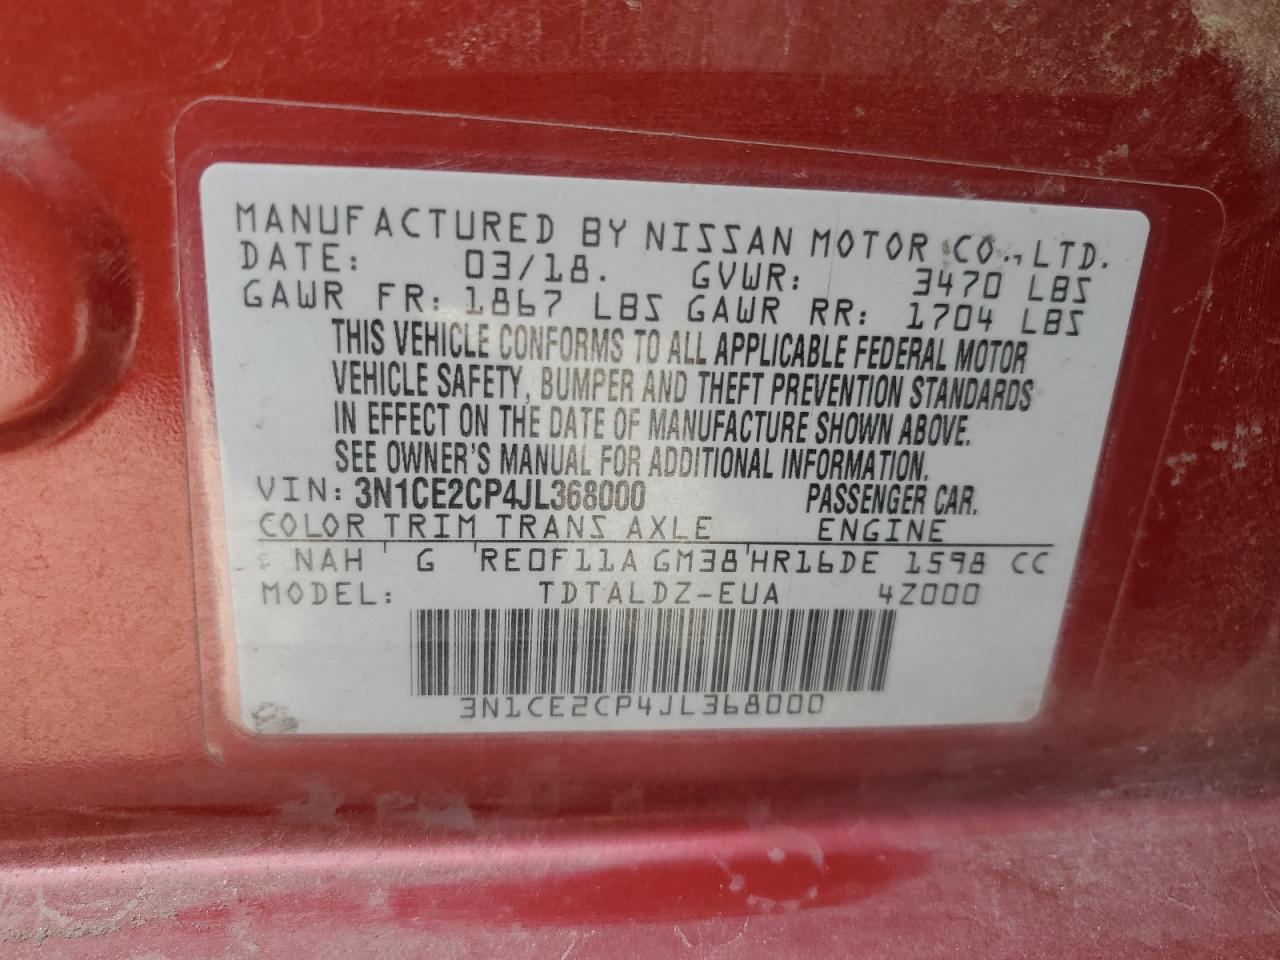 MANUFACTURED BY NISSAN MOTOR CO., LTD.
DATE: 03/18. GVWR: 3470 LBS
GAWR FR: 1867 LBS GAWR RR: 1704 LBS
THIS VEHICLE CONFORMS TO ALL APPLICABLE FEDERAL MOTOR
VEHICLE SAFETY, BUMPER AND THEFT PREVENTION STANDARDS
IN EFFECT ON THE DATE OF MANUFACTURE SHOWN ABOVE.
SEE OWNER'S MANUAL FOR ADDITIONAL INFORMATION.
VIN: 3N1CE2CP4JL368000 PASSENGER CAR.
COLOR TRIM TRANS AXLE ENGINE
NAH G RE0F11A GM38 HR16DE 1598 CC
MODEL: TDTALDZ-EUA 4Z000
3N1CE2CP4JL368000